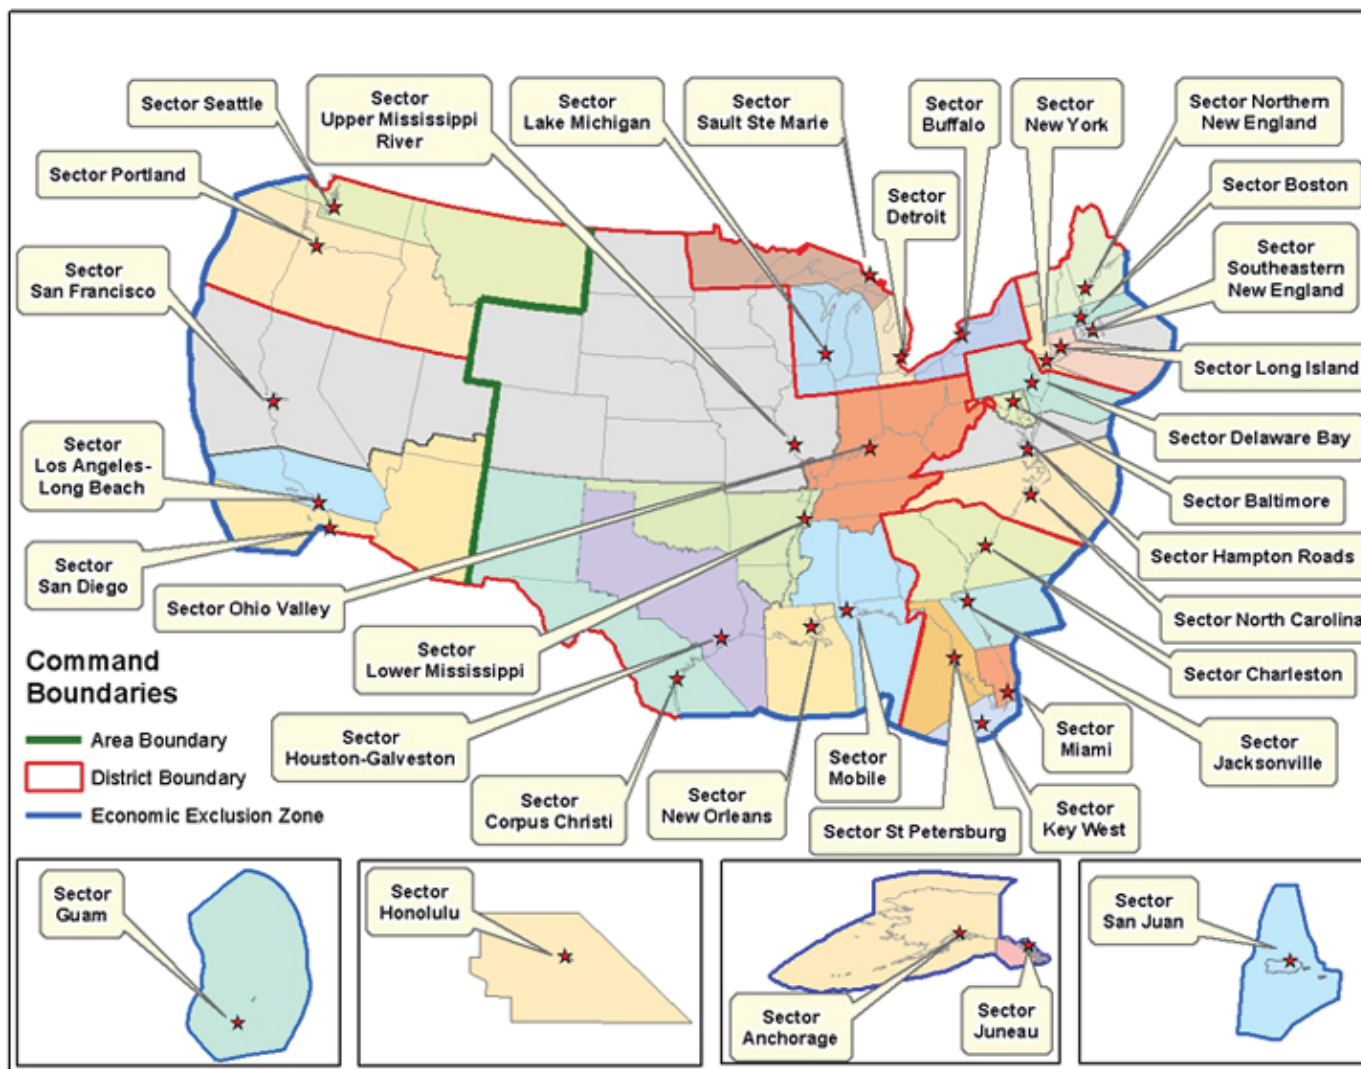 Sector Seattle
Sector
Upper Mississippi
River
Sector
Lake Michigan
Sector
Sault Ste Marie
Sector
Buffalo
Sector
New York
Sector Northern
New England
Sector Portland
Sector
Detroit
Sector Boston
Sector
San Francisco
Sector
Southeastern
New England
Sector Long Island
Sector
Los Angeles-
Long Beach
Sector Delaware Bay
Sector Baltimore
Sector
San Diego
Sector Hampton Roads
Sector Ohio Valley
Sector North Carolina
Sector
Lower Mississippi
Sector Charleston
Command
Boundaries
Area Boundary
District Boundary
Economic Exclusion Zone
Sector
Houston-Galveston
Sector
Corpus Christi
Sector
New Orleans
Sector
Mobile
Sector St Petersburg
Sector
Miami
Sector
Jacksonville
Sector
Key West
Sector
Guam
Sector
Honolulu
Sector
Anchorage
Sector
Juneau
Sector
San Juan